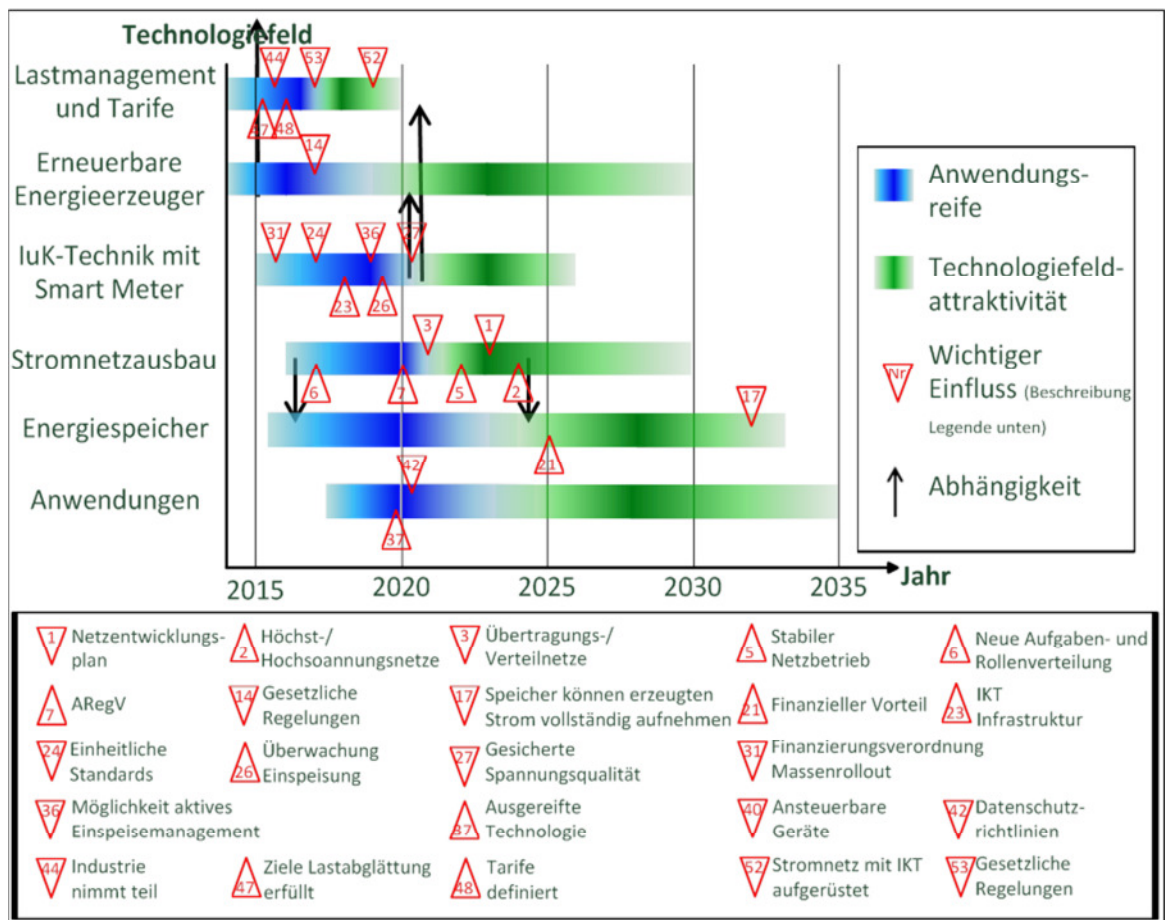 Technologiefeld
44 53 52
Lastmanagement
und Tarife
47 48 14
Erneuerbare
Energieerzeuger
31 24 36 27
IuK-Technik mit
Smart Meter
23 26
3 1
Stromnetzausbau
6 7 5 2
17
Energiespeicher
42 21
Anwendungen
37
2015 2020 2025 2030 2035
Jahr
Anwendungs-
reife
Technologiefeld-
attraktivität
Nr.
Wichtiger
Einfluss (Beschreibung
Legende unten)
Abhängigkeit
1 Netzentwicklungs-
plan
2 Höchst-/
Hochsoannungsnetze
3 Übertragungs-/
Verteilnetze
5 Stabiler
Netzbetrieb
6 Neue Aufgaben- und
Rollenverteilung
7 ARegV
14 Gesetzliche
Regelungen
17 Speicher können erzeugten
Strom vollständig aufnehmen
21 Finanzieller Vorteil
23 IKT
Infrastruktur
24 Einheitliche
Standards
26 Überwachung
Einspeisung
27 Gesicherte
Spannungsqualität
31 Finanzierungsverordnung
Massenrollout
36 Möglichkeit aktives
Einspeisemanagement
37 Ausgereifte
Technologie
40 Ansteuerbare
Geräte
42 Datenschutz-
richtlinien
44 Industrie
nimmt teil
47 Ziele Lastabglättung
erfüllt
48 Tarife
definiert
52 Stromnetz mit IKT
aufgerüstet
53 Gesetzliche
Regelungen